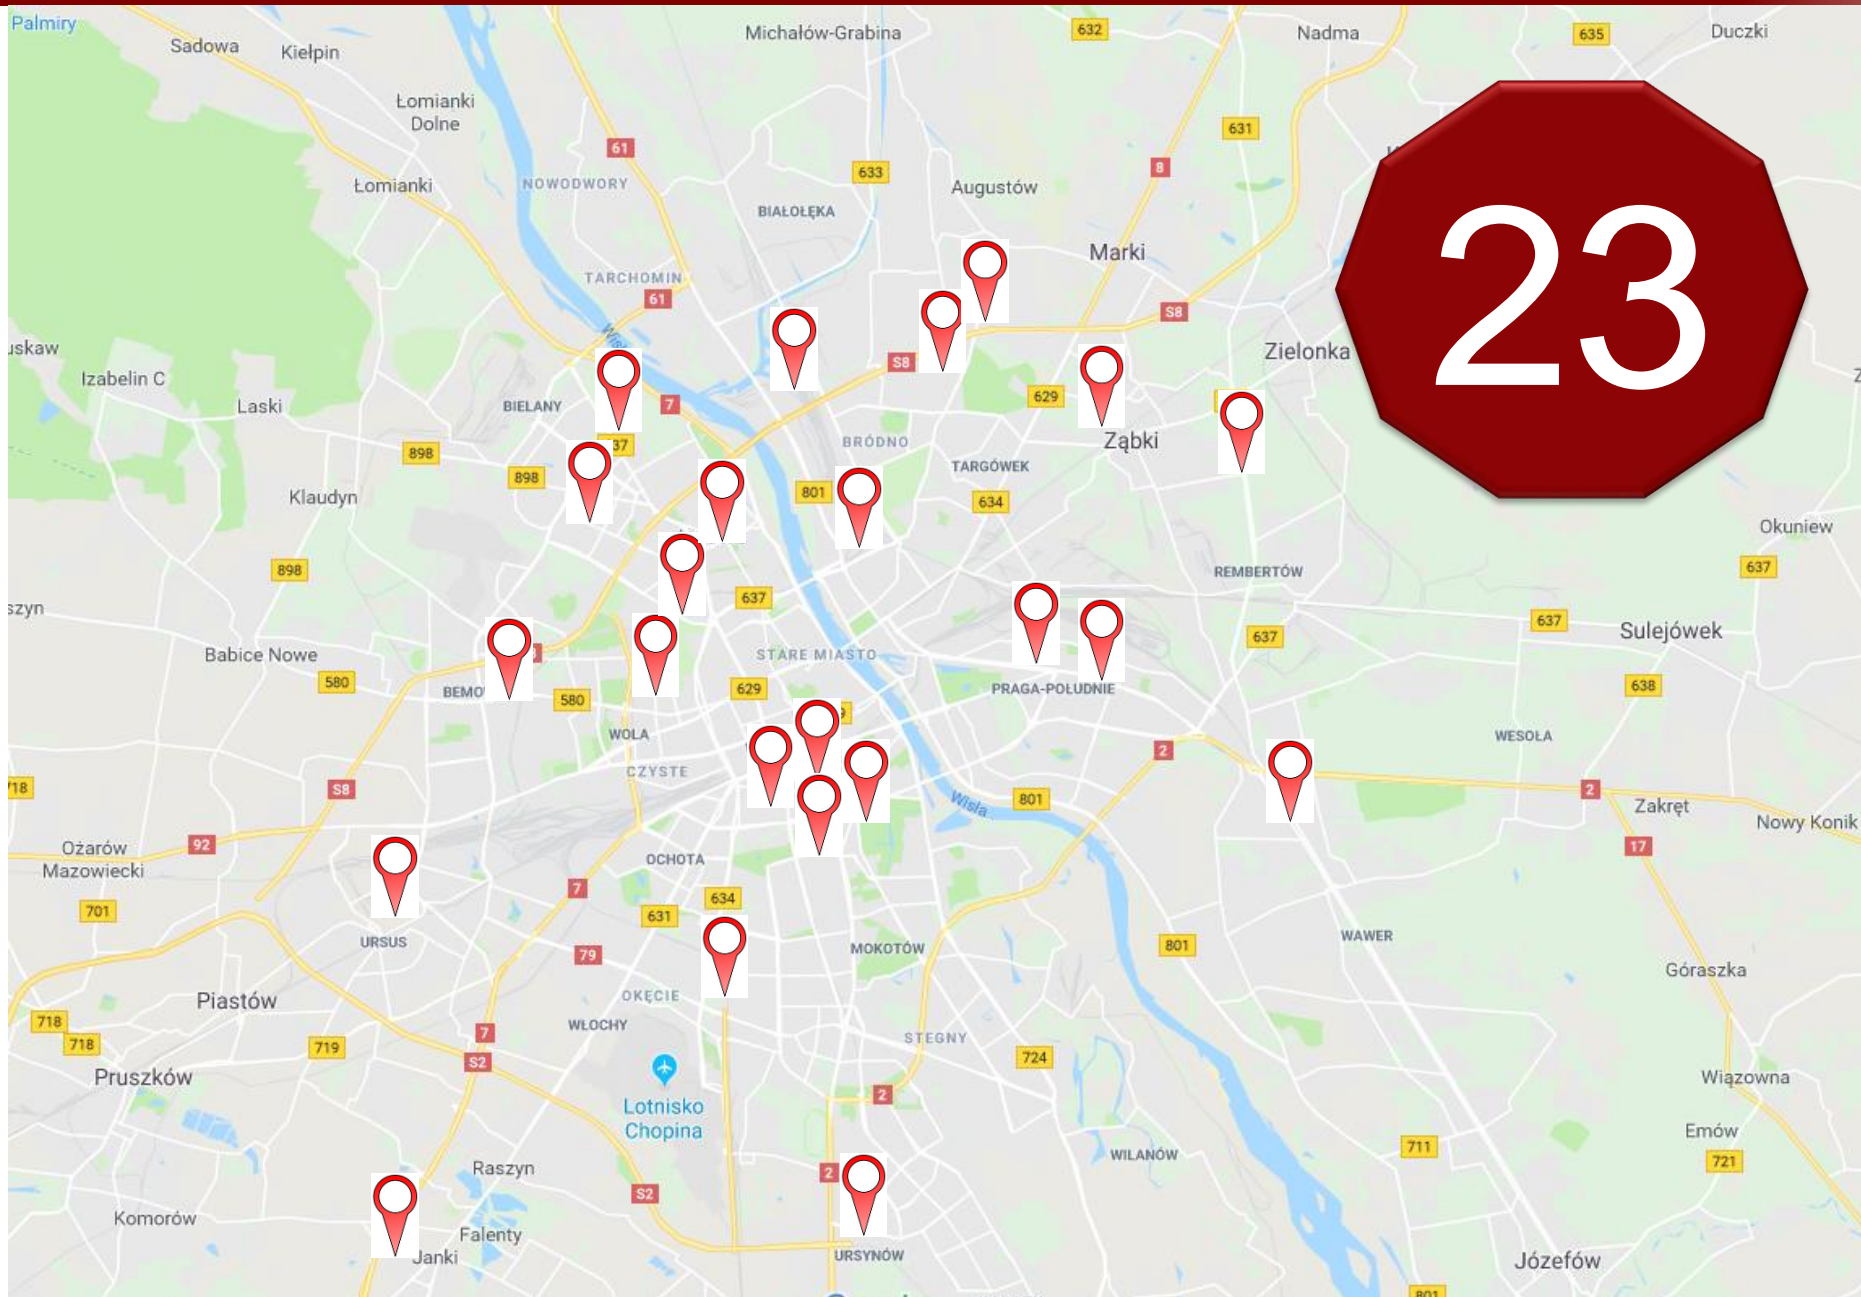 Palmiry
Sadowa
Kiełpin
Michałów-Grabina
632
Nadma
635
Duczki
Łomianki
Dolne
631
61
8
633
Łomianki
NOWODWORY
Augustów
BIAŁOŁĘKA
23
Marki
TARCHOMIN
61
S8
Zielonka
S8
Izabelin C
Laski
BIELANY
7
629
Ząbki
BRÓDNO
898
TARGÓWEK
898
Klaudyn
801
634
Okuniew
637
898
REMBERTÓW
637
637
637
Sulejówek
Babice Nowe
STARE MIASTO
580
580
629
PRAGA-POŁUDNIE
638
WOLA
2
WESOŁA
CZYSTE
S8
Wisła
801
2
Zakręt
Nowy Konik
92
Ożarów
Mazowiecki
OCHOTA
17
7
701
634
631
URSUS
79
MOKOTÓW
801
WAWER
Góraszka
Piastów
OKĘCIE
718
718
719
7
WŁOCHY
STEGNY
S2
724
Pruszków
Lotnisko
Chopina
2
Wiązowna
Emów
721
711
WILANÓW
Raszyn
2
S2
Komorów
Falenty
Janki
URSYNÓW
Józefów
801